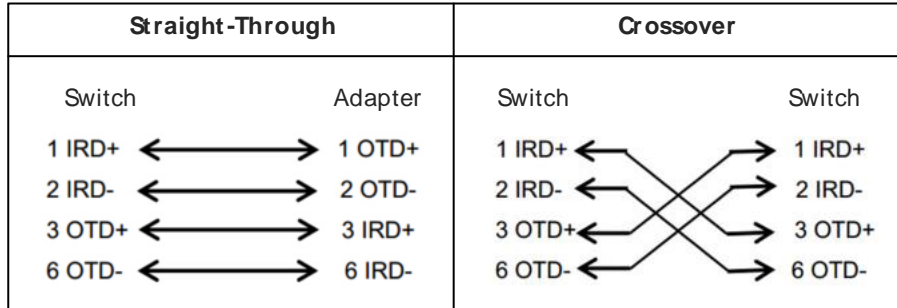 Straight-Through
Crossover
Switch Adapter
1 IRD+ 1 OTD+
2 IRD- 2 OTD-
3 OTD+ 3 IRD+
6 OTD- 6 IRD-
Switch Switch
1 IRD+ 1 IRD+
2 IRD- 2 IRD-
3 OTD+ 3 OTD+
6 OTD- 6 OTD-